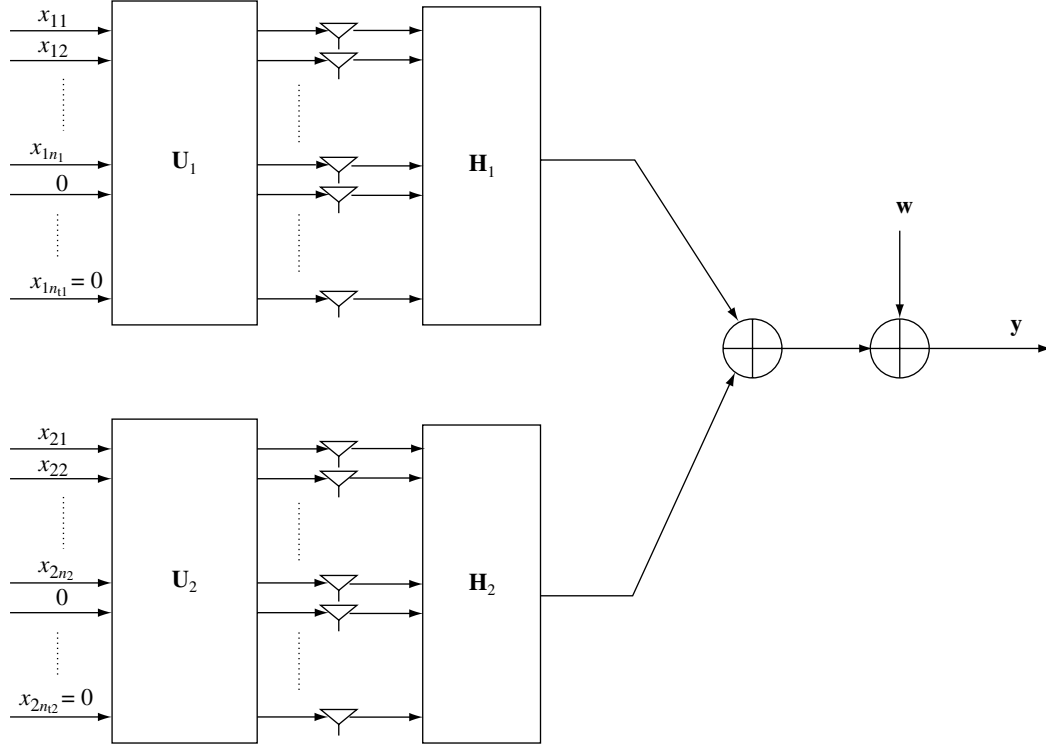 x₁₁
x₁₂
x₁ₙ₁
0
x₁ₙₜ₁ = 0
U₁
H₁
w
y
x₂₁
x₂₂
x₂ₙ₂
0
x₂ₙₜ₂ = 0
U₂
H₂